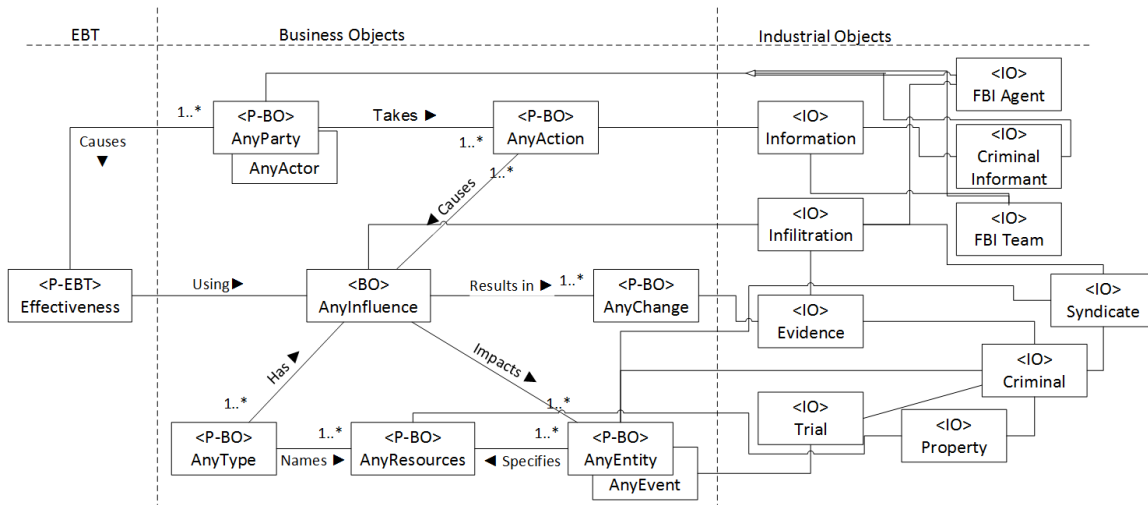 EBT
Business Objects
Industrial Objects
<IO>
FBI Agent
1..*
<P-BO>
AnyParty
AnyActor
Takes ►
1..*
<P-BO>
AnyAction
1..*
<IO>
Information
<IO>
Criminal
Informant
Causes
▼
◄ Causes
<IO>
Infilitration
<IO>
FBI Team
<P-EBT>
Effectiveness
Using►
<BO>
AnyInfluence
Results in ►
1..*
<P-BO>
AnyChange
<IO>
Evidence
<IO>
Syndicate
Has ►
Impacts ►
<IO>
Criminal
1..*
1..*
1..*
1..*
<P-BO>
AnyType
Names ►
<P-BO>
AnyResources
◄ Specifies
<P-BO>
AnyEntity
AnyEvent
<IO>
Trial
<IO>
Property